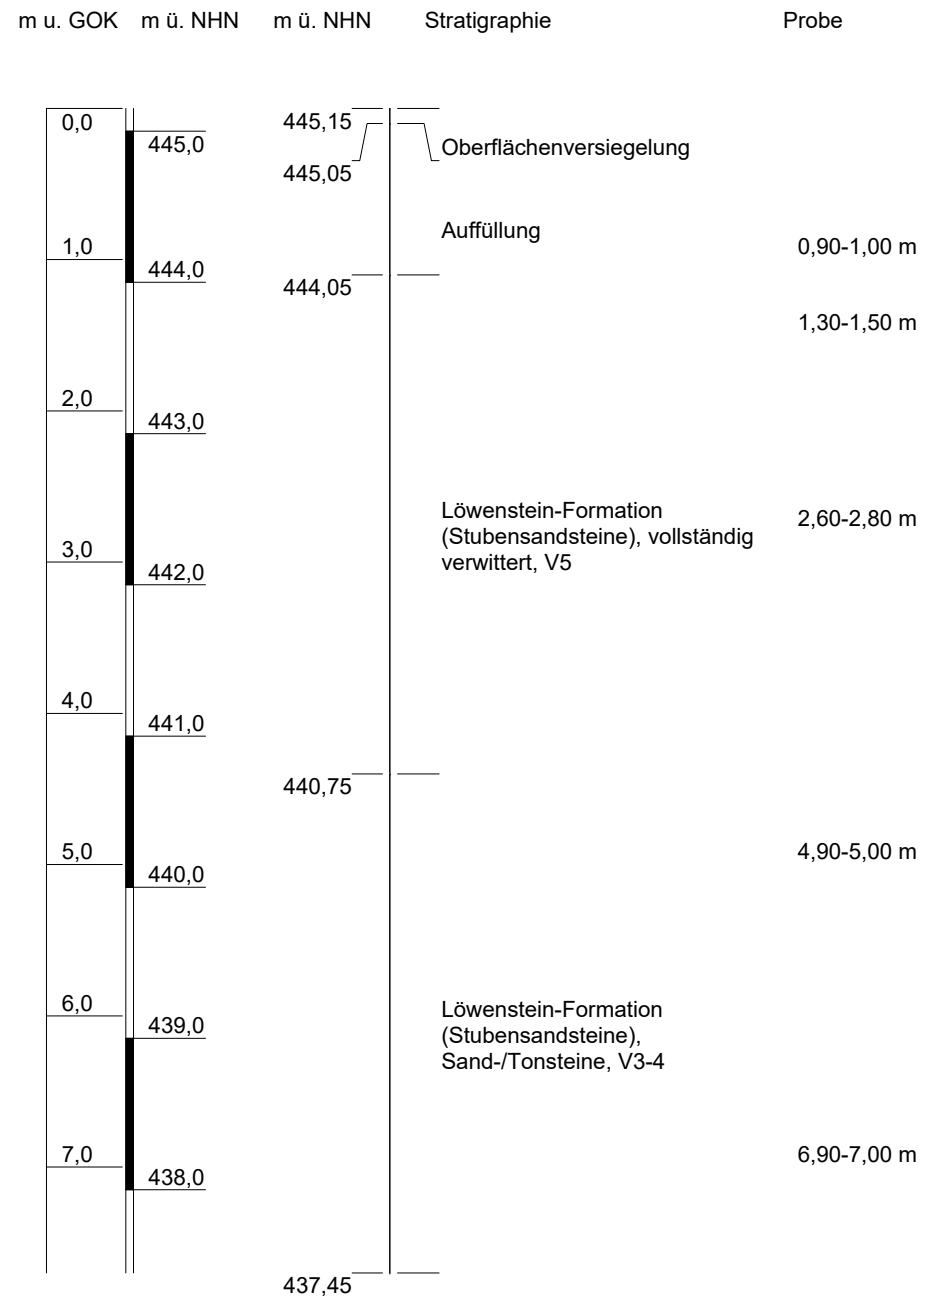 m u. GOK m ü. NHN m ü. NHN Stratigraphie Probe
0,0 445,15
445,0 Oberflächenversiegelung
445,05
Auffüllung
1,0 0,90-1,00 m
444,0
444,05
1,30-1,50 m
2,0
443,0
Löwenstein-Formation
(Stubensandsteine), vollständig
verwittert, V5
2,60-2,80 m
3,0
442,0
4,0
441,0
440,75
5,0 4,90-5,00 m
440,0
6,0
Löwenstein-Formation
(Stubensandsteine),
Sand-/Tonsteine, V3-4
439,0
7,0 6,90-7,00 m
438,0
437,45